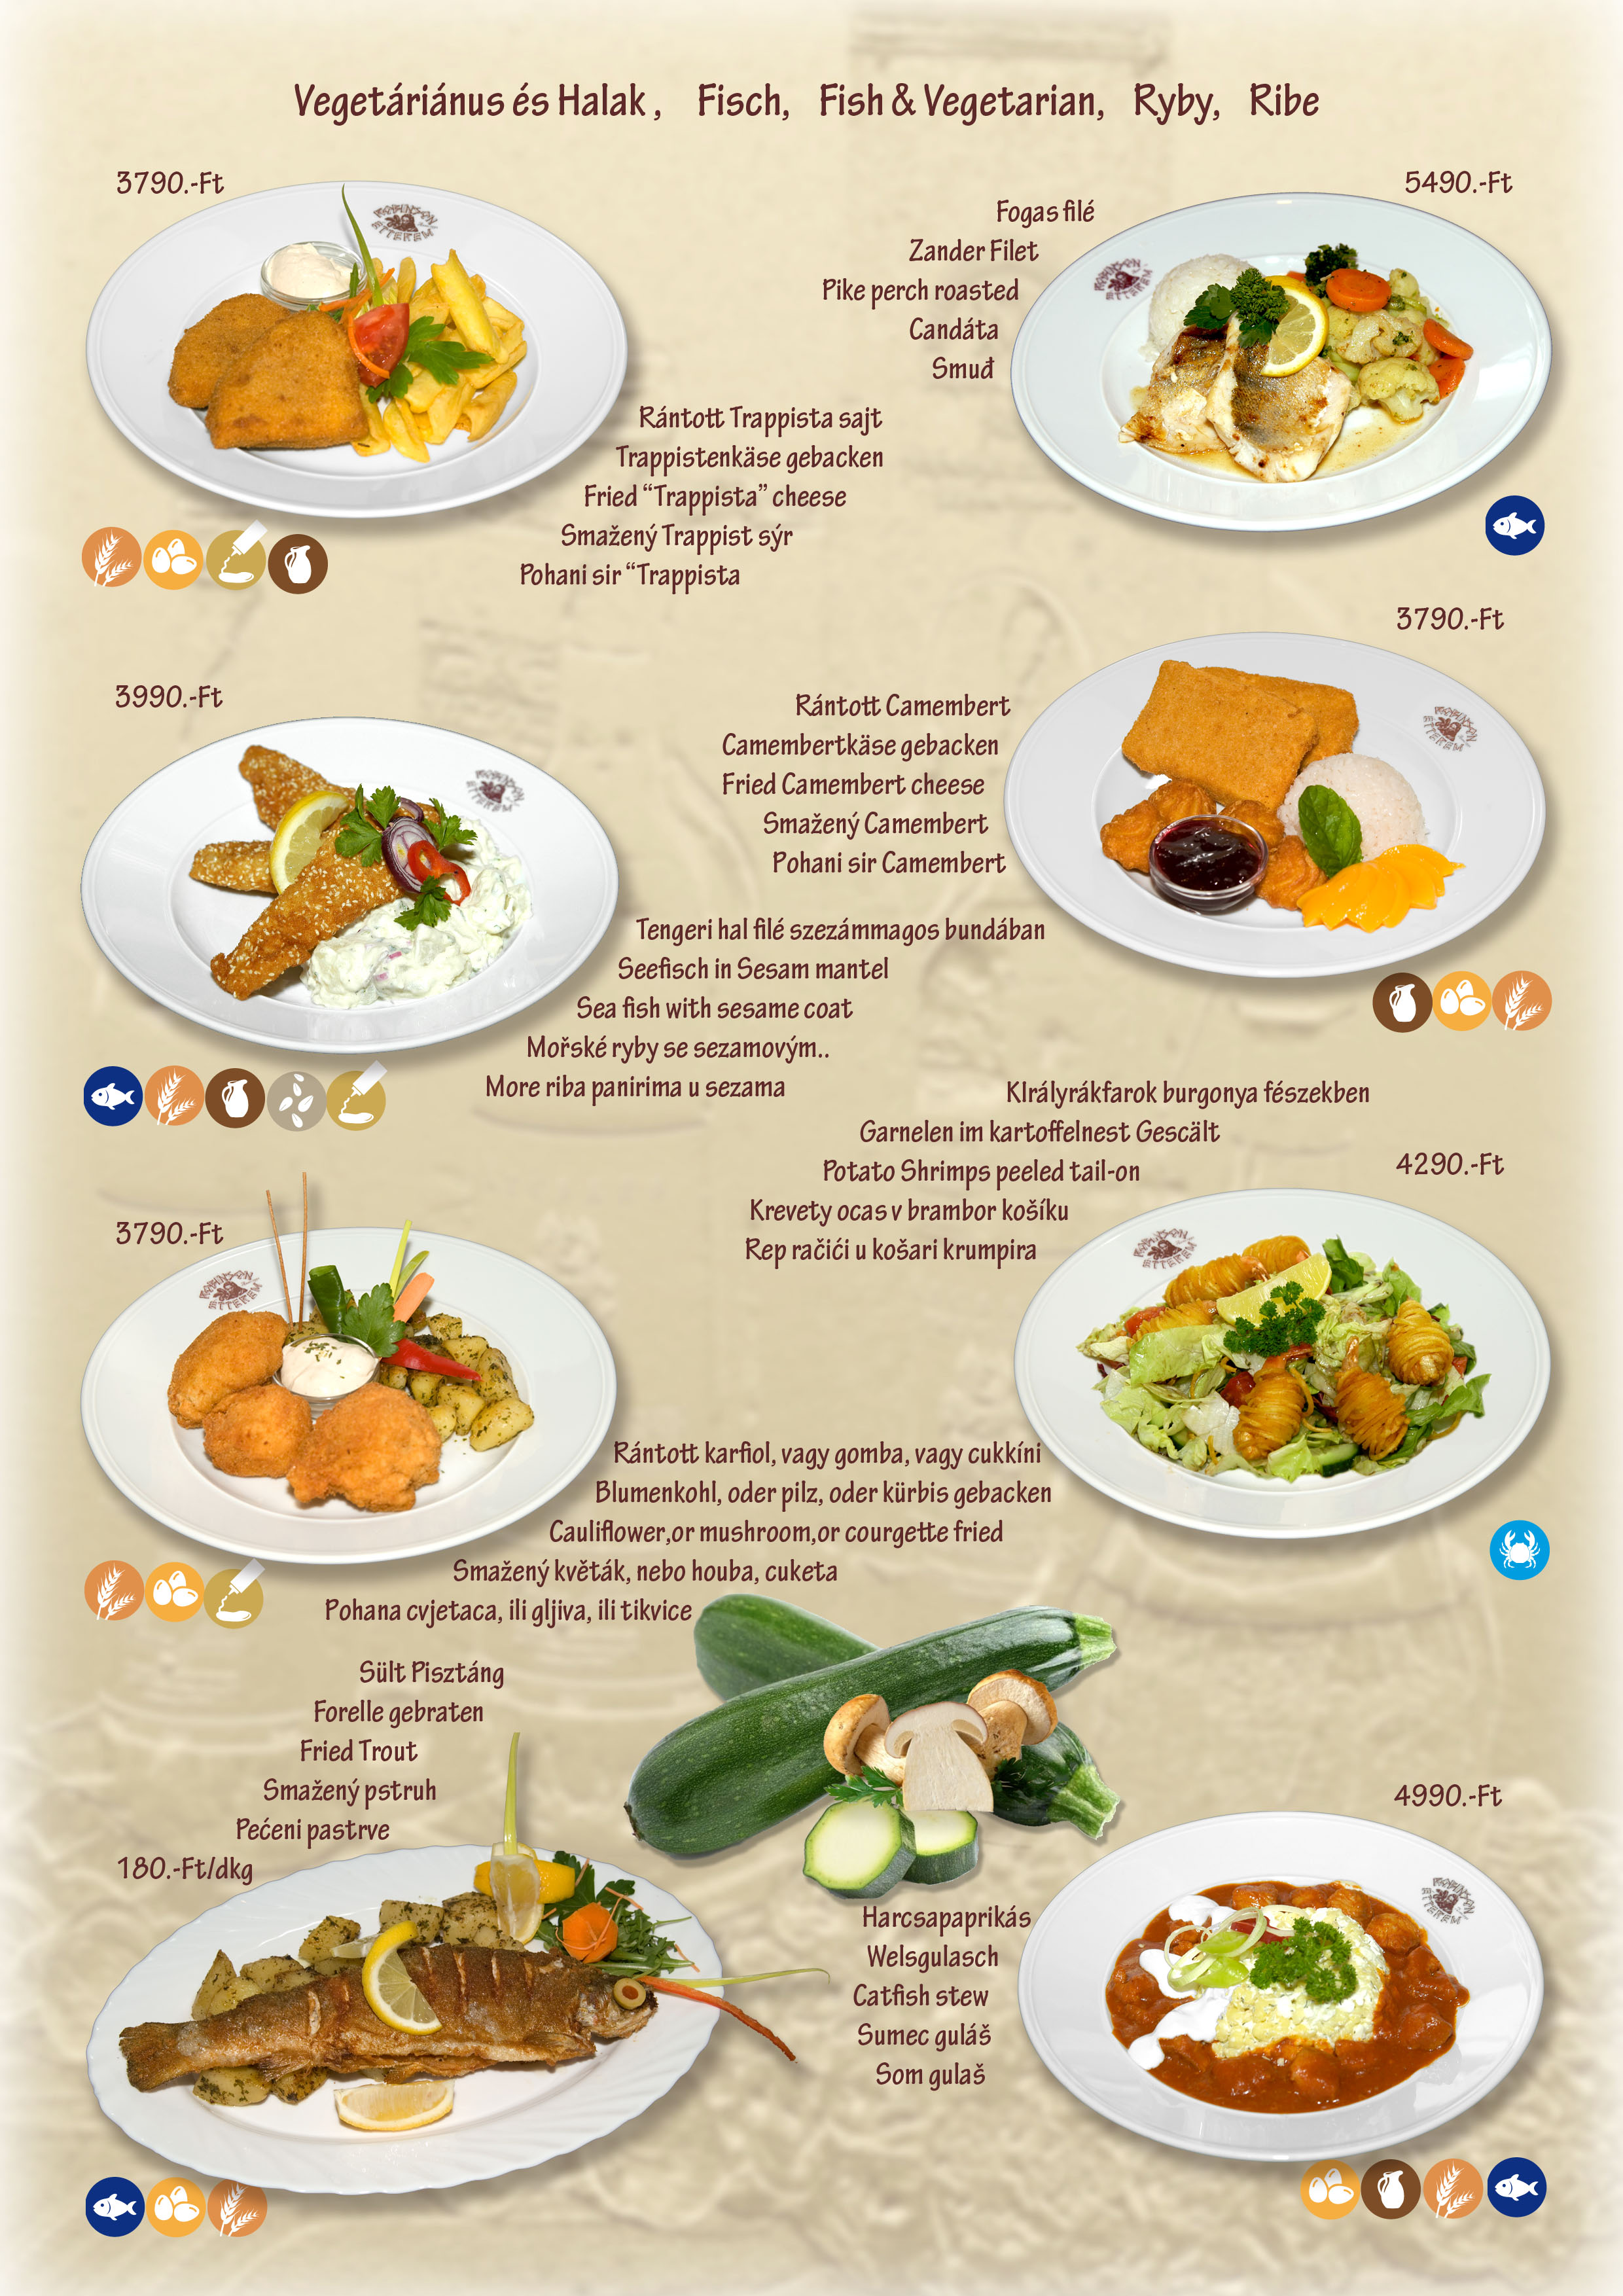 Vegetáriánus és Halak , Fisch, Fish & Vegetarian, Ryby, Ribe
3790.-Ft
Rántott Trappista sajt
Trappistenkäse gebacken
Fried “Trappista” cheese
Smažený Trappist sýr
Pohani sir “Trappista
5490.-Ft
Fogas filé
Zander Filet
Pike perch roasted
Candáta
Smuđ
3790.-Ft
Rántott Camembert
Camembertkäse gebacken
Fried Camembert cheese
Smažený Camembert
Pohani sir Camembert
3990.-Ft
Tengeri hal filé szezámmagos bundában
Seefisch in Sesam mantel
Sea fish with sesame coat
Mořské ryby se sezamovým..
More riba panirima u sezama
KIrályrákfarok burgonya fészekben
Garnelen im kartoffelnest Gescält
Potato Shrimps peeled tail-on
Krevety ocas v brambor košíku
Rep račići u košari krumpira
4290.-Ft
3790.-Ft
Rántott karfiol, vagy gomba, vagy cukkíni
Blumenkohl, oder pilz, oder kürbis gebacken
Cauliflower,or mushroom,or courgette fried
Smažený květák, nebo houba, cuketa
Pohana cvjetaca, ili gljiva, ili tikvice
Sült Pisztáng
Forelle gebraten
Fried Trout
Smažený pstruh
Pećeni pastrve
180.-Ft/dkg
4990.-Ft
Harcsapaprikás
Welsgulasch
Catfish stew
Sumec guláš
Som gulaš
ROBINSON
ÉTTEREM